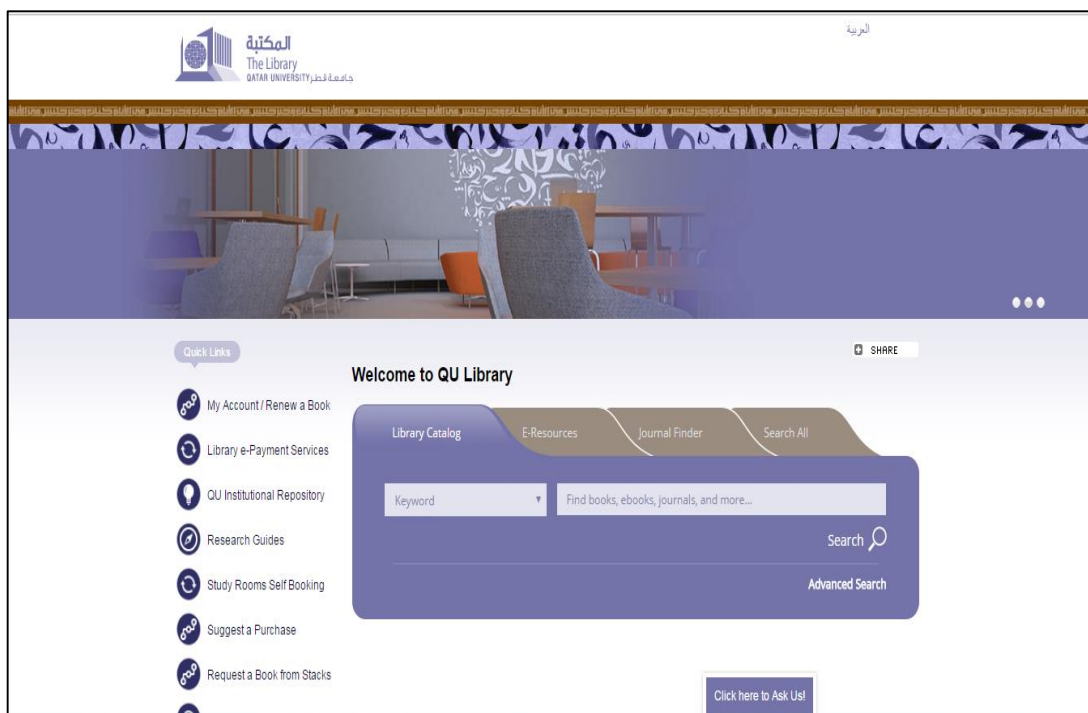 المكتبة
The Library
QATAR UNIVERSITY جامعة قطر
العربية
Quick Links
SHARE
Welcome to QU Library
My Account / Renew a Book
Library e-Payment Services
QU Institutional Repository
Research Guides
Study Rooms Self Booking
Suggest a Purchase
Request a Book from Stacks
Library Catalog
E-Resources
Journal Finder
Search All
Keyword
Find books, ebooks, journals, and more...
Search
Advanced Search
Click here to Ask Us!